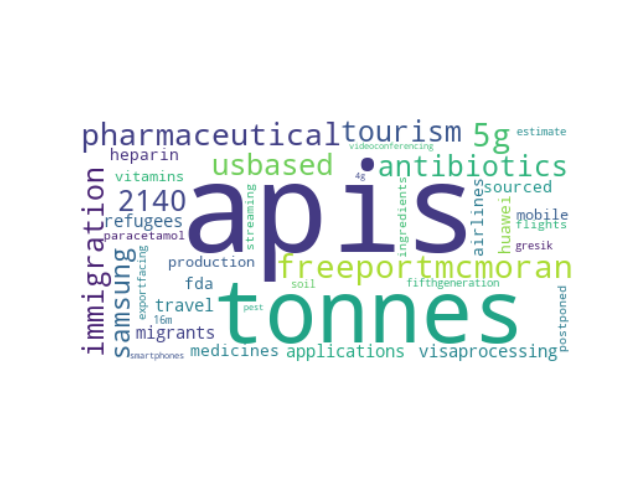 pharmaceutical tourism 5g estimate
videoconferencing
heparin usbased antibiotics
vitamins 4g sourced
2140 apis
refugees mobile
flights
paracetamol gresik
immigration
samsung
exportfacing
streaming
ingredients
airlines
huawei
production freeportmcmoran
fda soil fifthgeneration
travel pest tonnes
16m
migrants
postponed
smartphones medicines applications visaprocessing